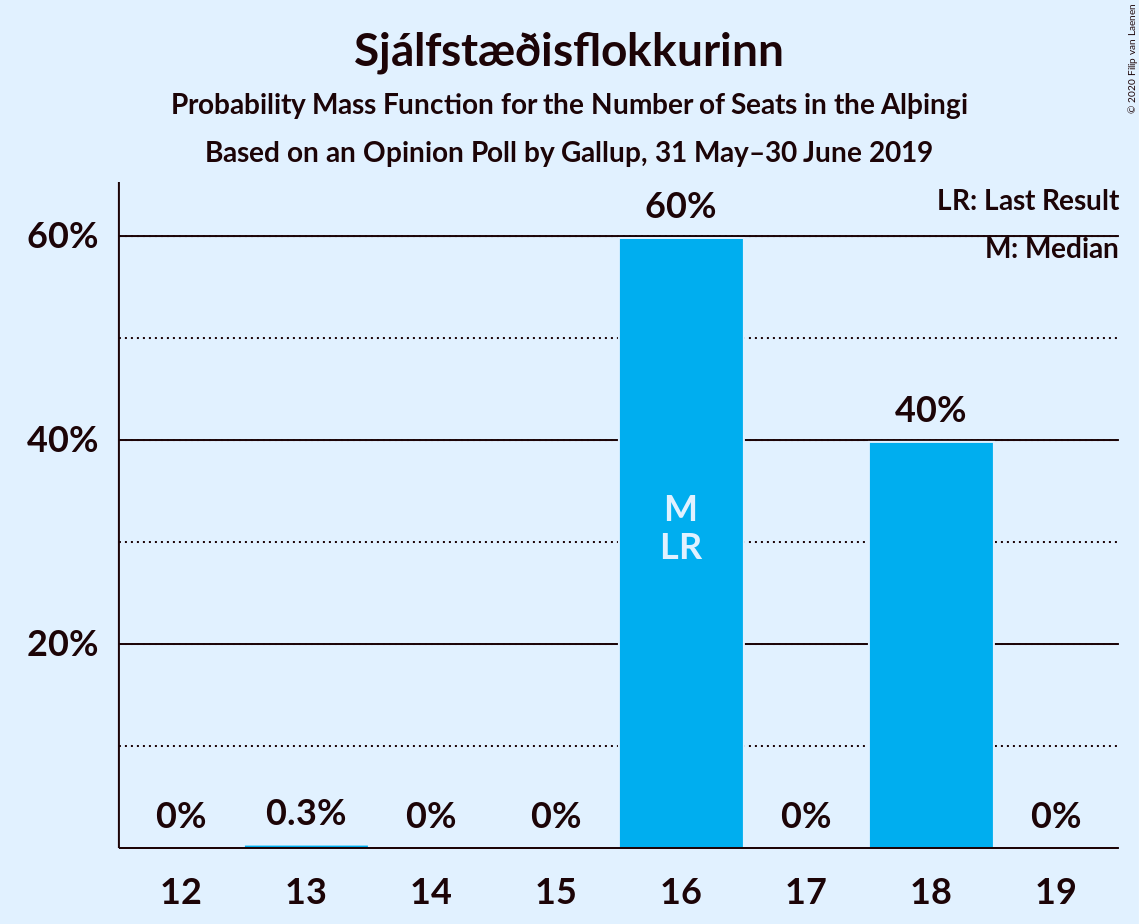 Sjálfstæðisflokkurinn
Probability Mass Function for the Number of Seats in the Alþingi
Based on an Opinion Poll by Gallup, 31 May–30 June 2019
© 2020 Filip van Laenen
LR: Last Result
M: Median
60%
40%
20%
0%
0.3%
0%
0%
60%
M
LR
0%
40%
0%
12
13
14
15
16
17
18
19